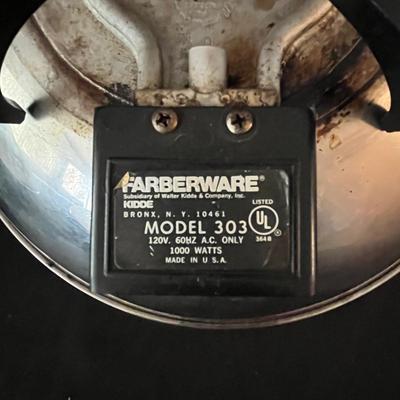 FARBERWARE®
Subsidiary of Walter Kidde & Company, Inc.
KIDDE
BRONX, N. Y. 10461
MODEL 303
120V. 60HZ A.C. ONLY
1000 WATTS
MADE IN U.S.A.
LISTED
UL®
364B